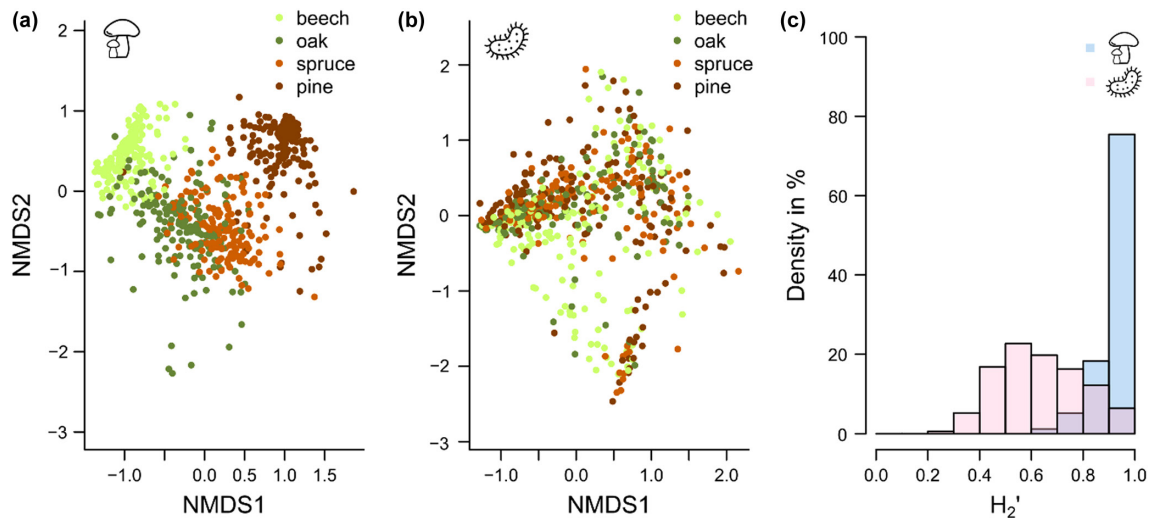 (a)
beech
oak
spruce
pine
NMDS2
2
1
0
−1
−2
−3
−1.0
0.0
0.5
1.0
1.5
NMDS1
(b)
beech
oak
spruce
pine
NMDS2
2
1
0
−1
−2
−3
−1.0
0.0
1.0
2.0
NMDS1
(c)
Density in %
100
80
60
40
20
0
0.0
0.2
0.4
0.6
0.8
1.0
H₂'